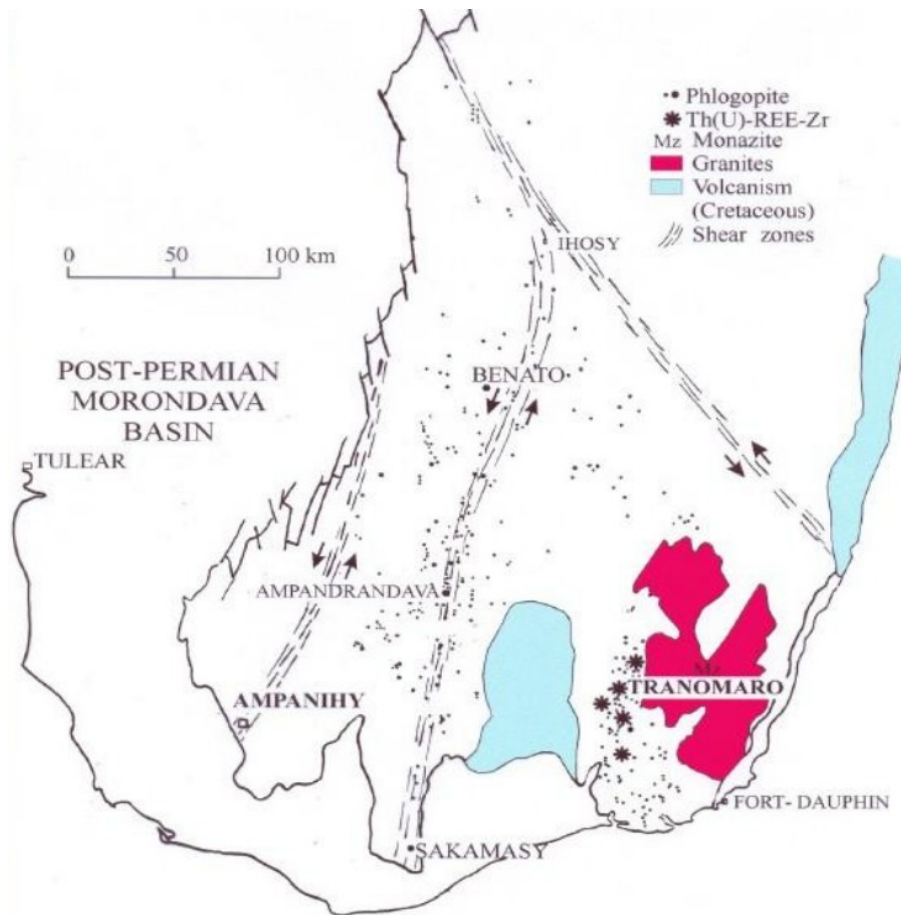 Phlogopite
Th(U)-REE-Zr
Mz Monazite
Granites
Volcanism
(Cretaceous)
Shear zones
IHOSY
0 50 100 km
POST-PERMIAN
MORONDAVA
BASIN
BENATO
TULEAR
AMPANDRANDAVA
Mz
TRANOMARO
AMPANIHY
FORT- DAUPHIN
SAKAMASY